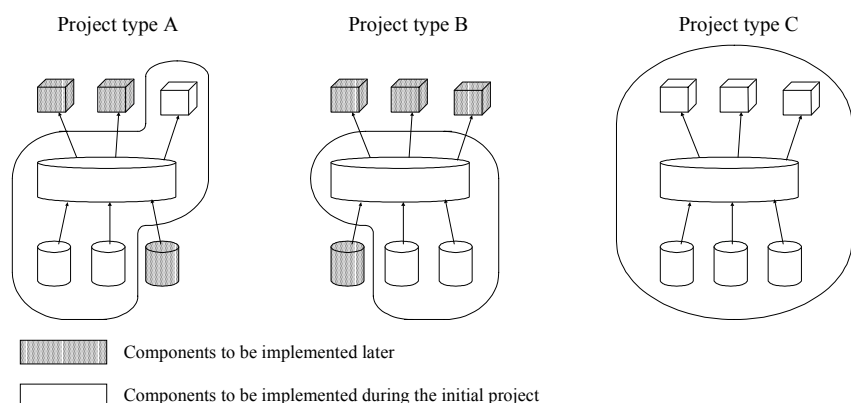 Project type A
Project type B
Project type C
Components to be implemented later
Components to be implemented during the initial project